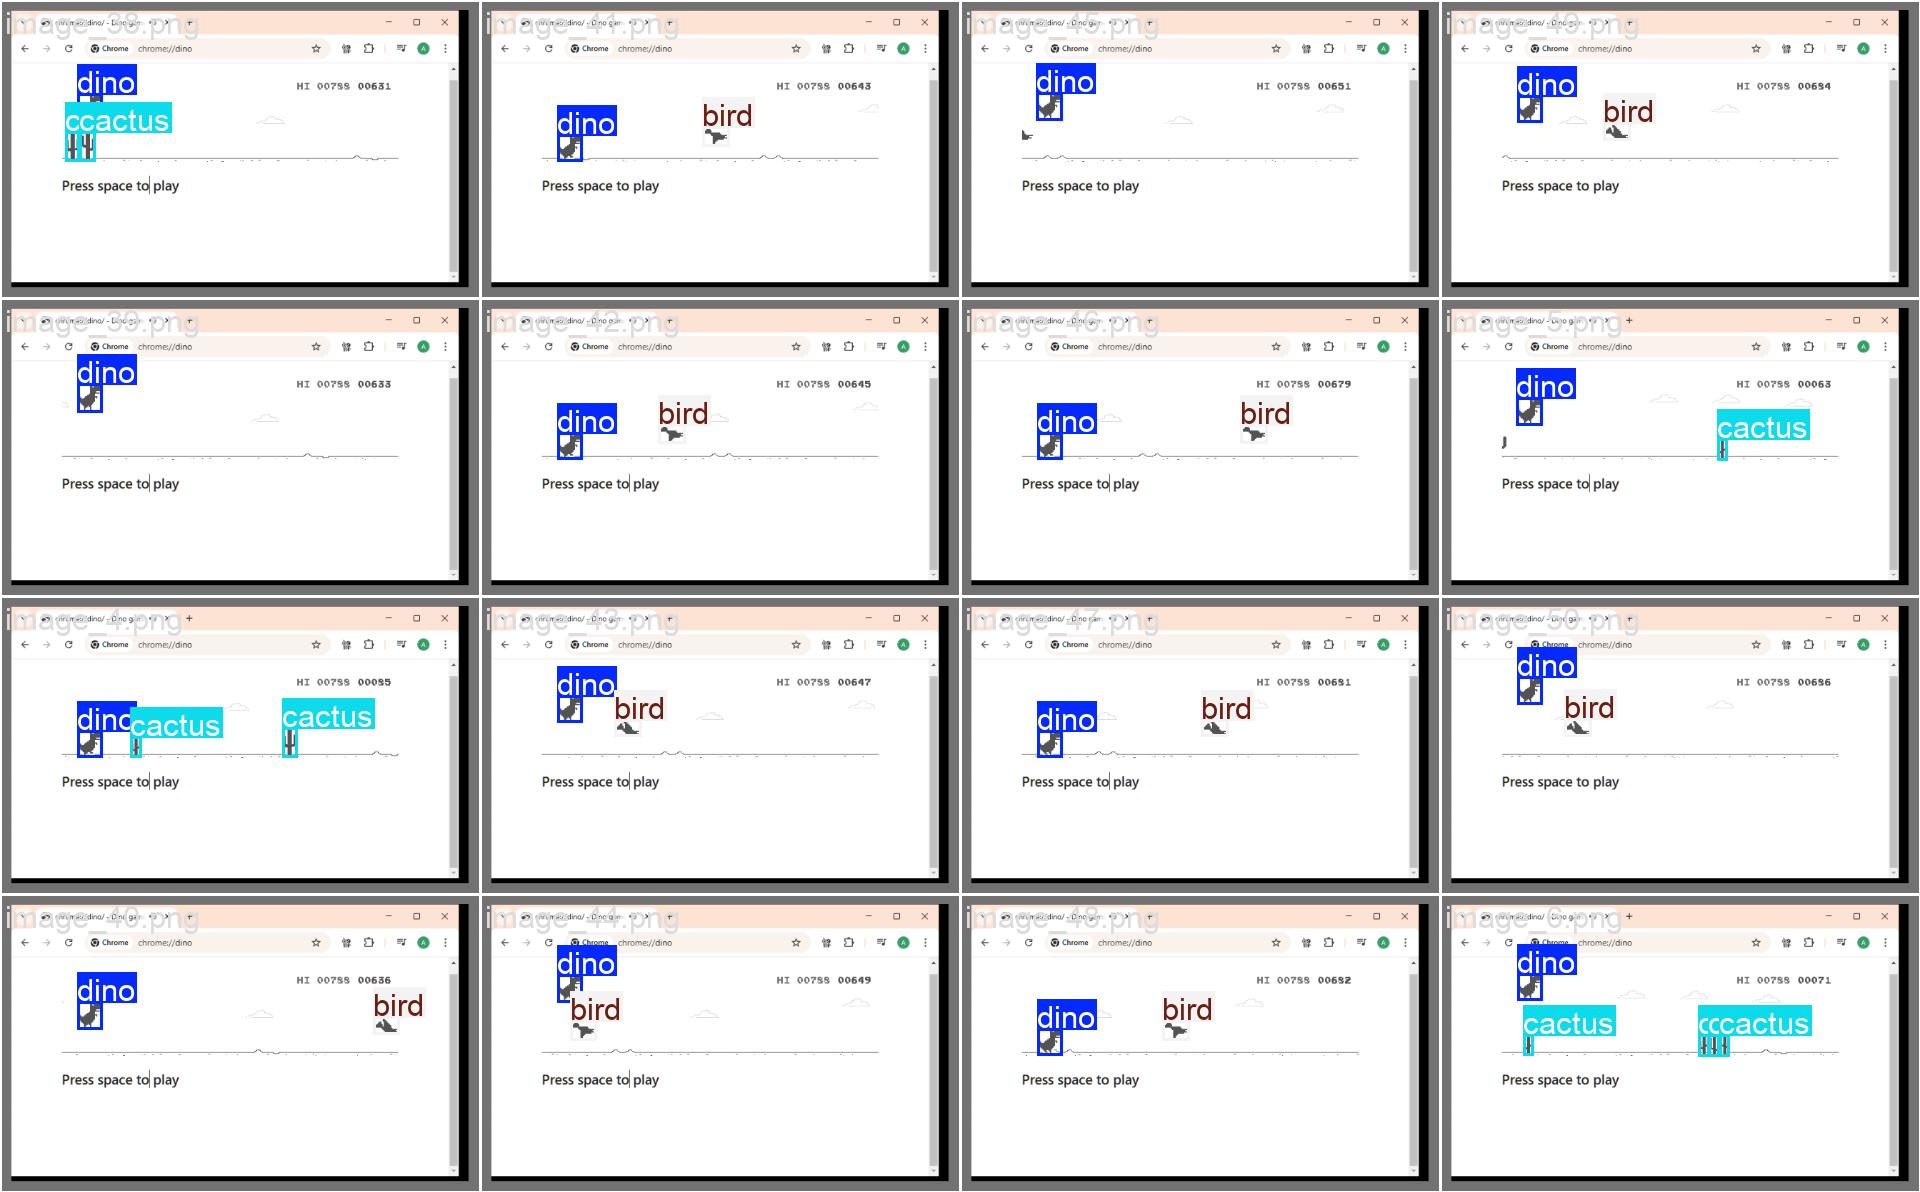 image_38.png
chrome://dino
Chrome chrome://dino
dino
HI 00788 00631
c
cactus
Press space to play
image_41.png
Chrome chrome://dino
HI 00788 00643
bird
dino
Press space to play
image_45.png
Chrome chrome://dino
dino
HI 00788 00651
Press space to play
image_49.png
Chrome chrome://dino
dino
HI 00788 00684
bird
Press space to play
image_39.png
Chrome chrome://dino
dino
HI 00788 00633
Press space to play
image_42.png
Chrome chrome://dino
HI 00788 00645
bird
dino
Press space to play
image_46.png
Chrome chrome://dino
HI 00788 00679
bird
dino
Press space to play
image_5.png
Chrome chrome://dino
dino
HI 00788 00063
cactus
Press space to play
image_4.png
Chrome chrome://dino
HI 00788 00085
dino
cactus
cactus
Press space to play
image_43.png
Chrome chrome://dino
dino
HI 00788 00647
bird
Press space to play
image_47.png
Chrome chrome://dino
HI 00788 00681
bird
dino
Press space to play
image_50.png
Chrome chrome://dino
dino
HI 00788 00686
bird
Press space to play
image_40.png
Chrome chrome://dino
HI 00788 00636
dino
bird
Press space to play
image_44.png
Chrome chrome://dino
dino
HI 00788 00649
bird
Press space to play
image_48.png
Chrome chrome://dino
HI 00788 00682
bird
dino
Press space to play
image_6.png
Chrome chrome://dino
dino
HI 00788 00071
cactus
c
c
cactus
Press space to play